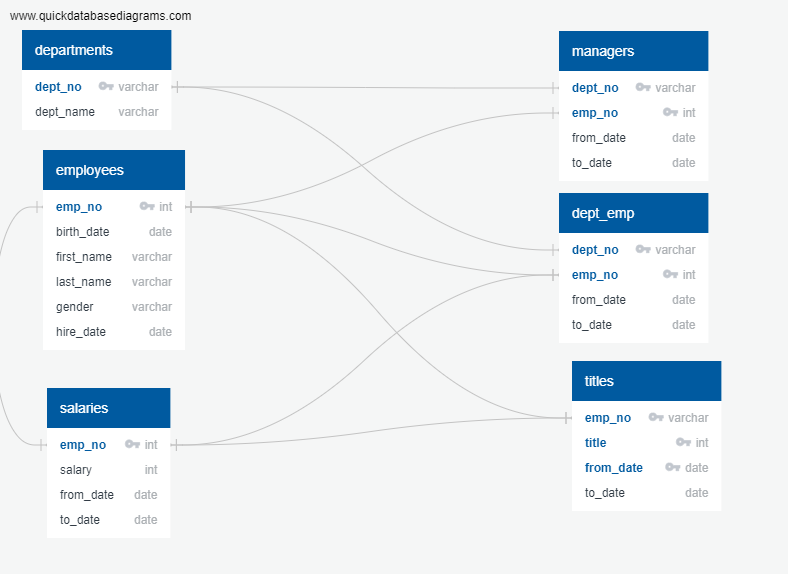 www.quickdatabasediagrams.com
departments
dept_no varchar
dept_name varchar
employees
emp_no int
birth_date date
first_name varchar
last_name varchar
gender varchar
hire_date date
salaries
emp_no int
salary int
from_date date
to_date date
managers
dept_no varchar
emp_no int
from_date date
to_date date
dept_emp
dept_no varchar
emp_no int
from_date date
to_date date
titles
emp_no varchar
title int
from_date date
to_date date